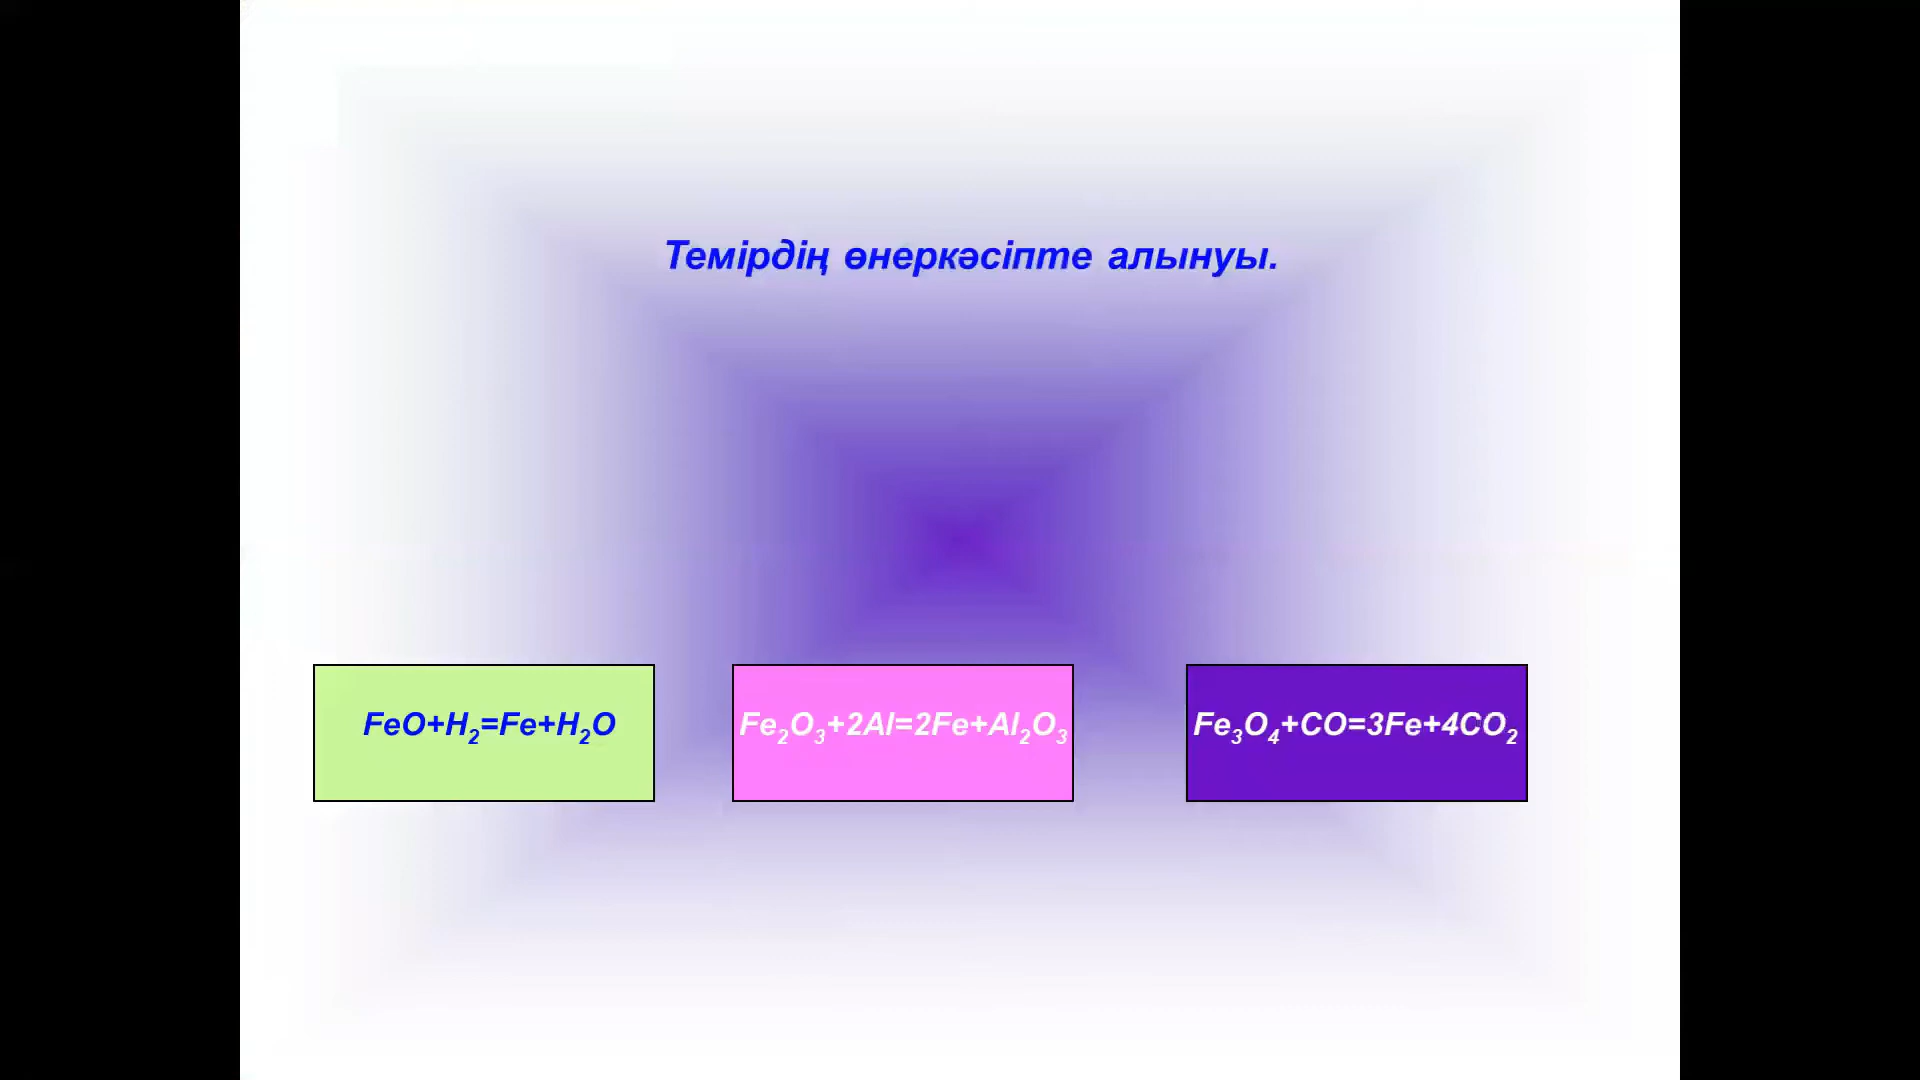 Темірдің өнеркәсіпте алынуы.
FeO+H₂=Fe+H₂O
Fe₂O₃+2Al=2Fe+Al₂O₃
Fe₃O₄+CO=3Fe+4CO₂